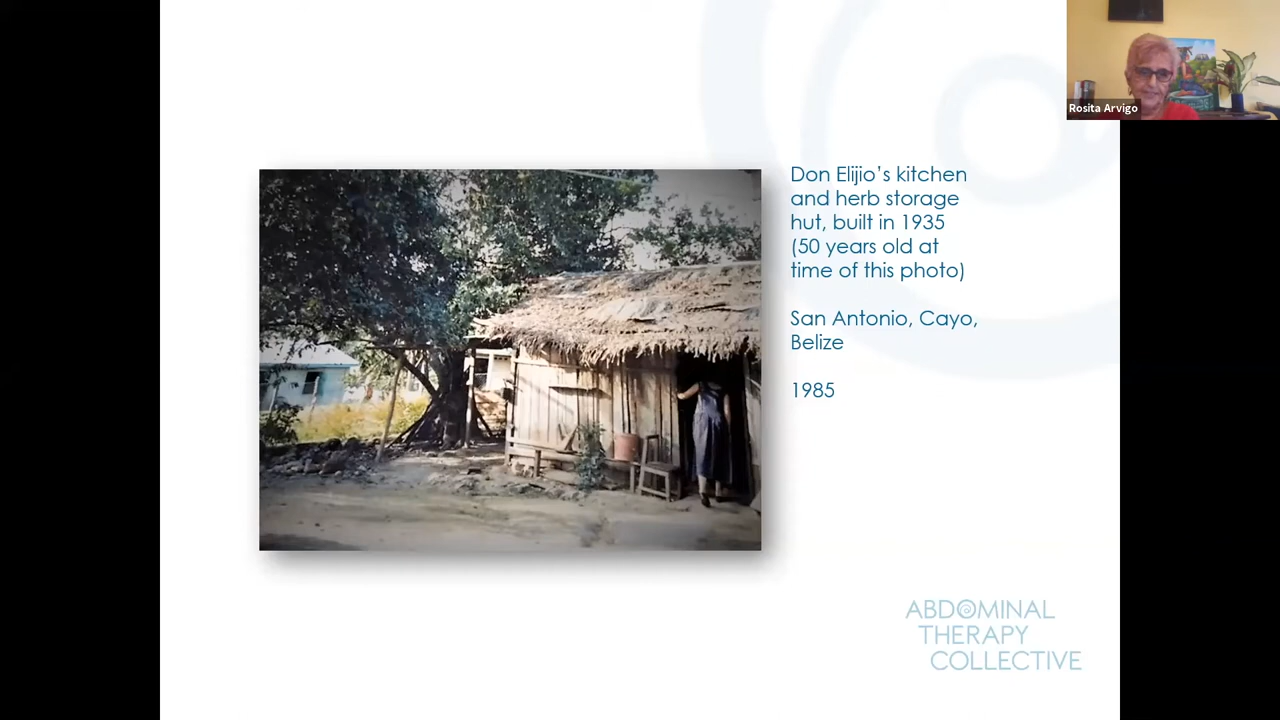 Rosita Arvigo
Don Elijio's kitchen
and herb storage
hut, built in 1935
(50 years old at
time of this photo)
San Antonio, Cayo,
Belize
1985
ABDOMINAL
THERAPY
COLLECTIVE